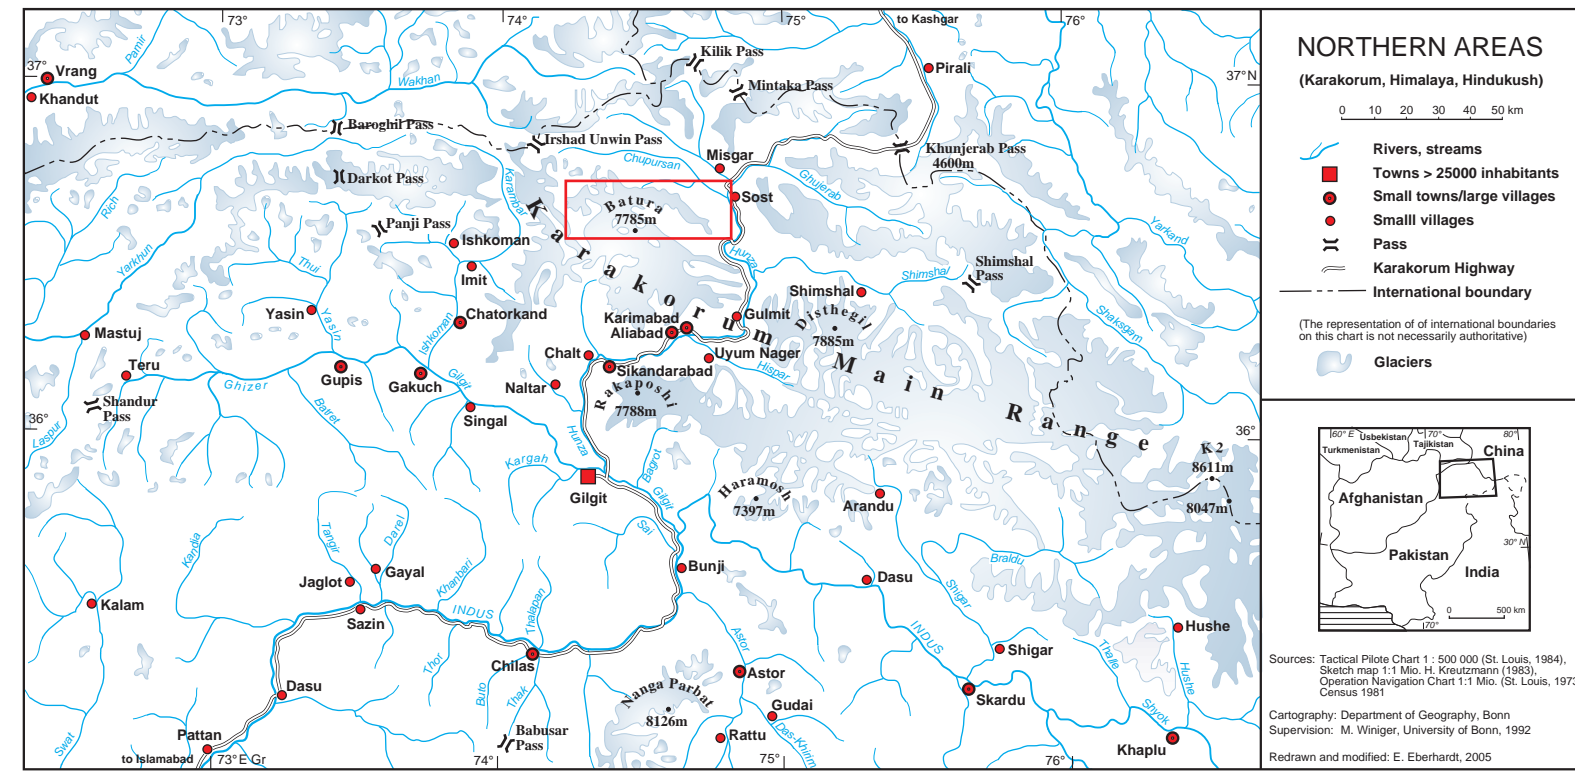 73°
74°
75°
76°
to Kashgar
Pamir
Kilik Pass
37°
Vrang
Wakhan
Pirali
37° N
Mintaka Pass
Khandut
Baroghil Pass
Irshad Unwin Pass
Khunjerab Pass
4600m
Chupursan
Misgar
Darkot Pass
Karambar
Ghujerab
Rich
Batura
7785m
Sost
Panji Pass
Yarkand
Ishkoman
Yarkhun
Thui
Imit
Hunza
Shimshal
Shimshal
Pass
Shimshal
Karakorum Main Range
Yasin
Yasin
Chatorkand
Ishkoman
Karimabad
Aliabad
Gulmit
Disthegil
7885m
Shaksgam
Mastuj
Chalt
Uyum Nager
Teru
Ghizer
Gupis
Gakuch
Gilgit
Naltar
Sikandarabad
Hispar
Rakaposhi
7788m
Shandur
Pass
Batret
Singal
Laspur
36°
36°
Hunza
Kargah
Bagrot
K 2
8611m
Gilgit
Gilgit
Haramosh
7397m
Arandu
8047m
Sai
Kandia
Tangir
Darel
Braldu
Gayal
Jaglot
Khanbari
Bunji
Dasu
Shigar
Kalam
Sazin
INDUS
Thalapan
INDUS
Astor
Hushe
Thor
Chilas
Shigar
Thalle
Hushe
Dasu
Buto
Thak
Nanga Parbat
8126m
Astor
Skardu
Gudai
Shyok
Swat
Pattan
Babusar
Pass
Rattu
Das-Khirim
Khaplu
to Islamabad
73° E Gr
74°
75°
76°
NORTHERN AREAS
(Karakorum, Himalaya, Hindukush)
0 10 20 30 40 50 km
Rivers, streams
Towns > 25000 inhabitants
Small towns/large villages
Smalll villages
Pass
Karakorum Highway
International boundary
(The representation of of international boundaries
on this chart is not necessarily authoritative)
Glaciers
60° E
Usbekistan
70°
80°
Turkmenistan
Tajikistan
China
Afghanistan
30° N
Pakistan
India
0 500 km
70°
Sources: Tactical Pilote Chart 1 : 500 000 (St. Louis, 1984),
Sketch map 1:1 Mio. H. Kreutzmann (1983),
Operation Navigation Chart 1:1 Mio. (St. Louis, 1973
Census 1981
Cartography: Department of Geography, Bonn
Supervision: M. Winiger, University of Bonn, 1992
Redrawn and modified: E. Eberhardt, 2005